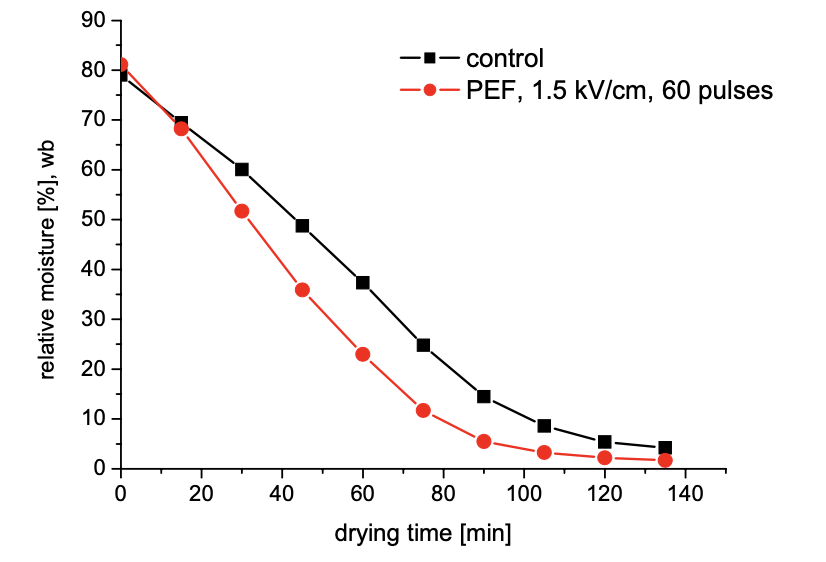 90
80
70
60
50
40
30
20
10
0
relative moisture [%], wb
control
PEF, 1.5 kV/cm, 60 pulses
0 20 40 60 80 100 120 140
drying time [min]